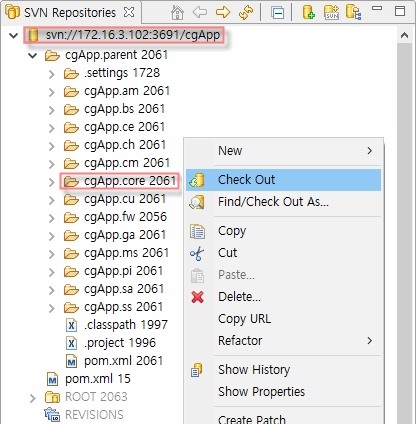 SVN Repositories
svn://172.16.3.102:3691/cgApp
cgApp.parent 2061
.settings 1728
cgApp.am 2061
cgApp.bs 2061
cgApp.ce 2061
cgApp.ch 2061
cgApp.cm 2061
cgApp.core 2061
cgApp.cu 2061
cgApp.fw 2056
cgApp.ga 2061
cgApp.ms 2061
cgApp.pi 2061
cgApp.sa 2061
cgApp.ss 2061
.classpath 1997
.project 1996
pom.xml 2061
pom.xml 15
ROOT 2063
REVISIONS
New
Check Out
Find/Check Out As...
Copy
Cut
Paste...
Delete...
Copy URL
Refactor
Show History
Show Properties
Create Patch